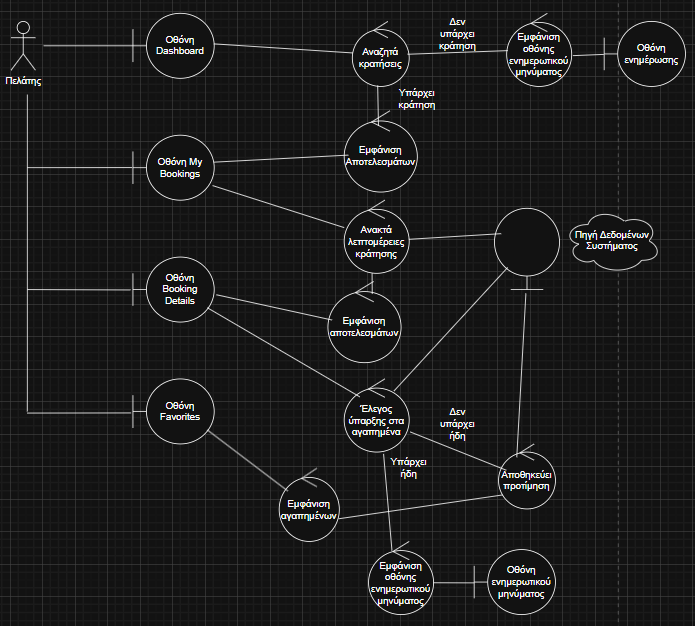 Πελάτης
Οθόνη
Dashboard
Αναζητά
κρατήσεις
Δεν
υπάρχει
κράτηση
Εμφάνιση
οθόνης
ενημερωτικού
μηνύματος
Οθόνη
ενημέρωσης
Υπάρχει
κράτηση
Οθόνη My
Bookings
Εμφάνιση
Αποτελεσμάτων
Ανακτά
λεπτομέρειες
κράτησης
Πηγή Δεδομένων
Συστήματος
Οθόνη
Booking
Details
Εμφάνιση
αποτελεσμάτων
Οθόνη
Favorites
Έλεγος
ύπαρξης στα
αγαπημένα
Δεν
υπάρχει
ήδη
Υπάρχει
ήδη
Αποθηκεύει
προτίμηση
Εμφάνιση
αγαπημένων
Εμφάνιση
οθόνης
ενημερωτικού
μηνύματος
Οθόνη
ενημερωτικού
μηνύματος